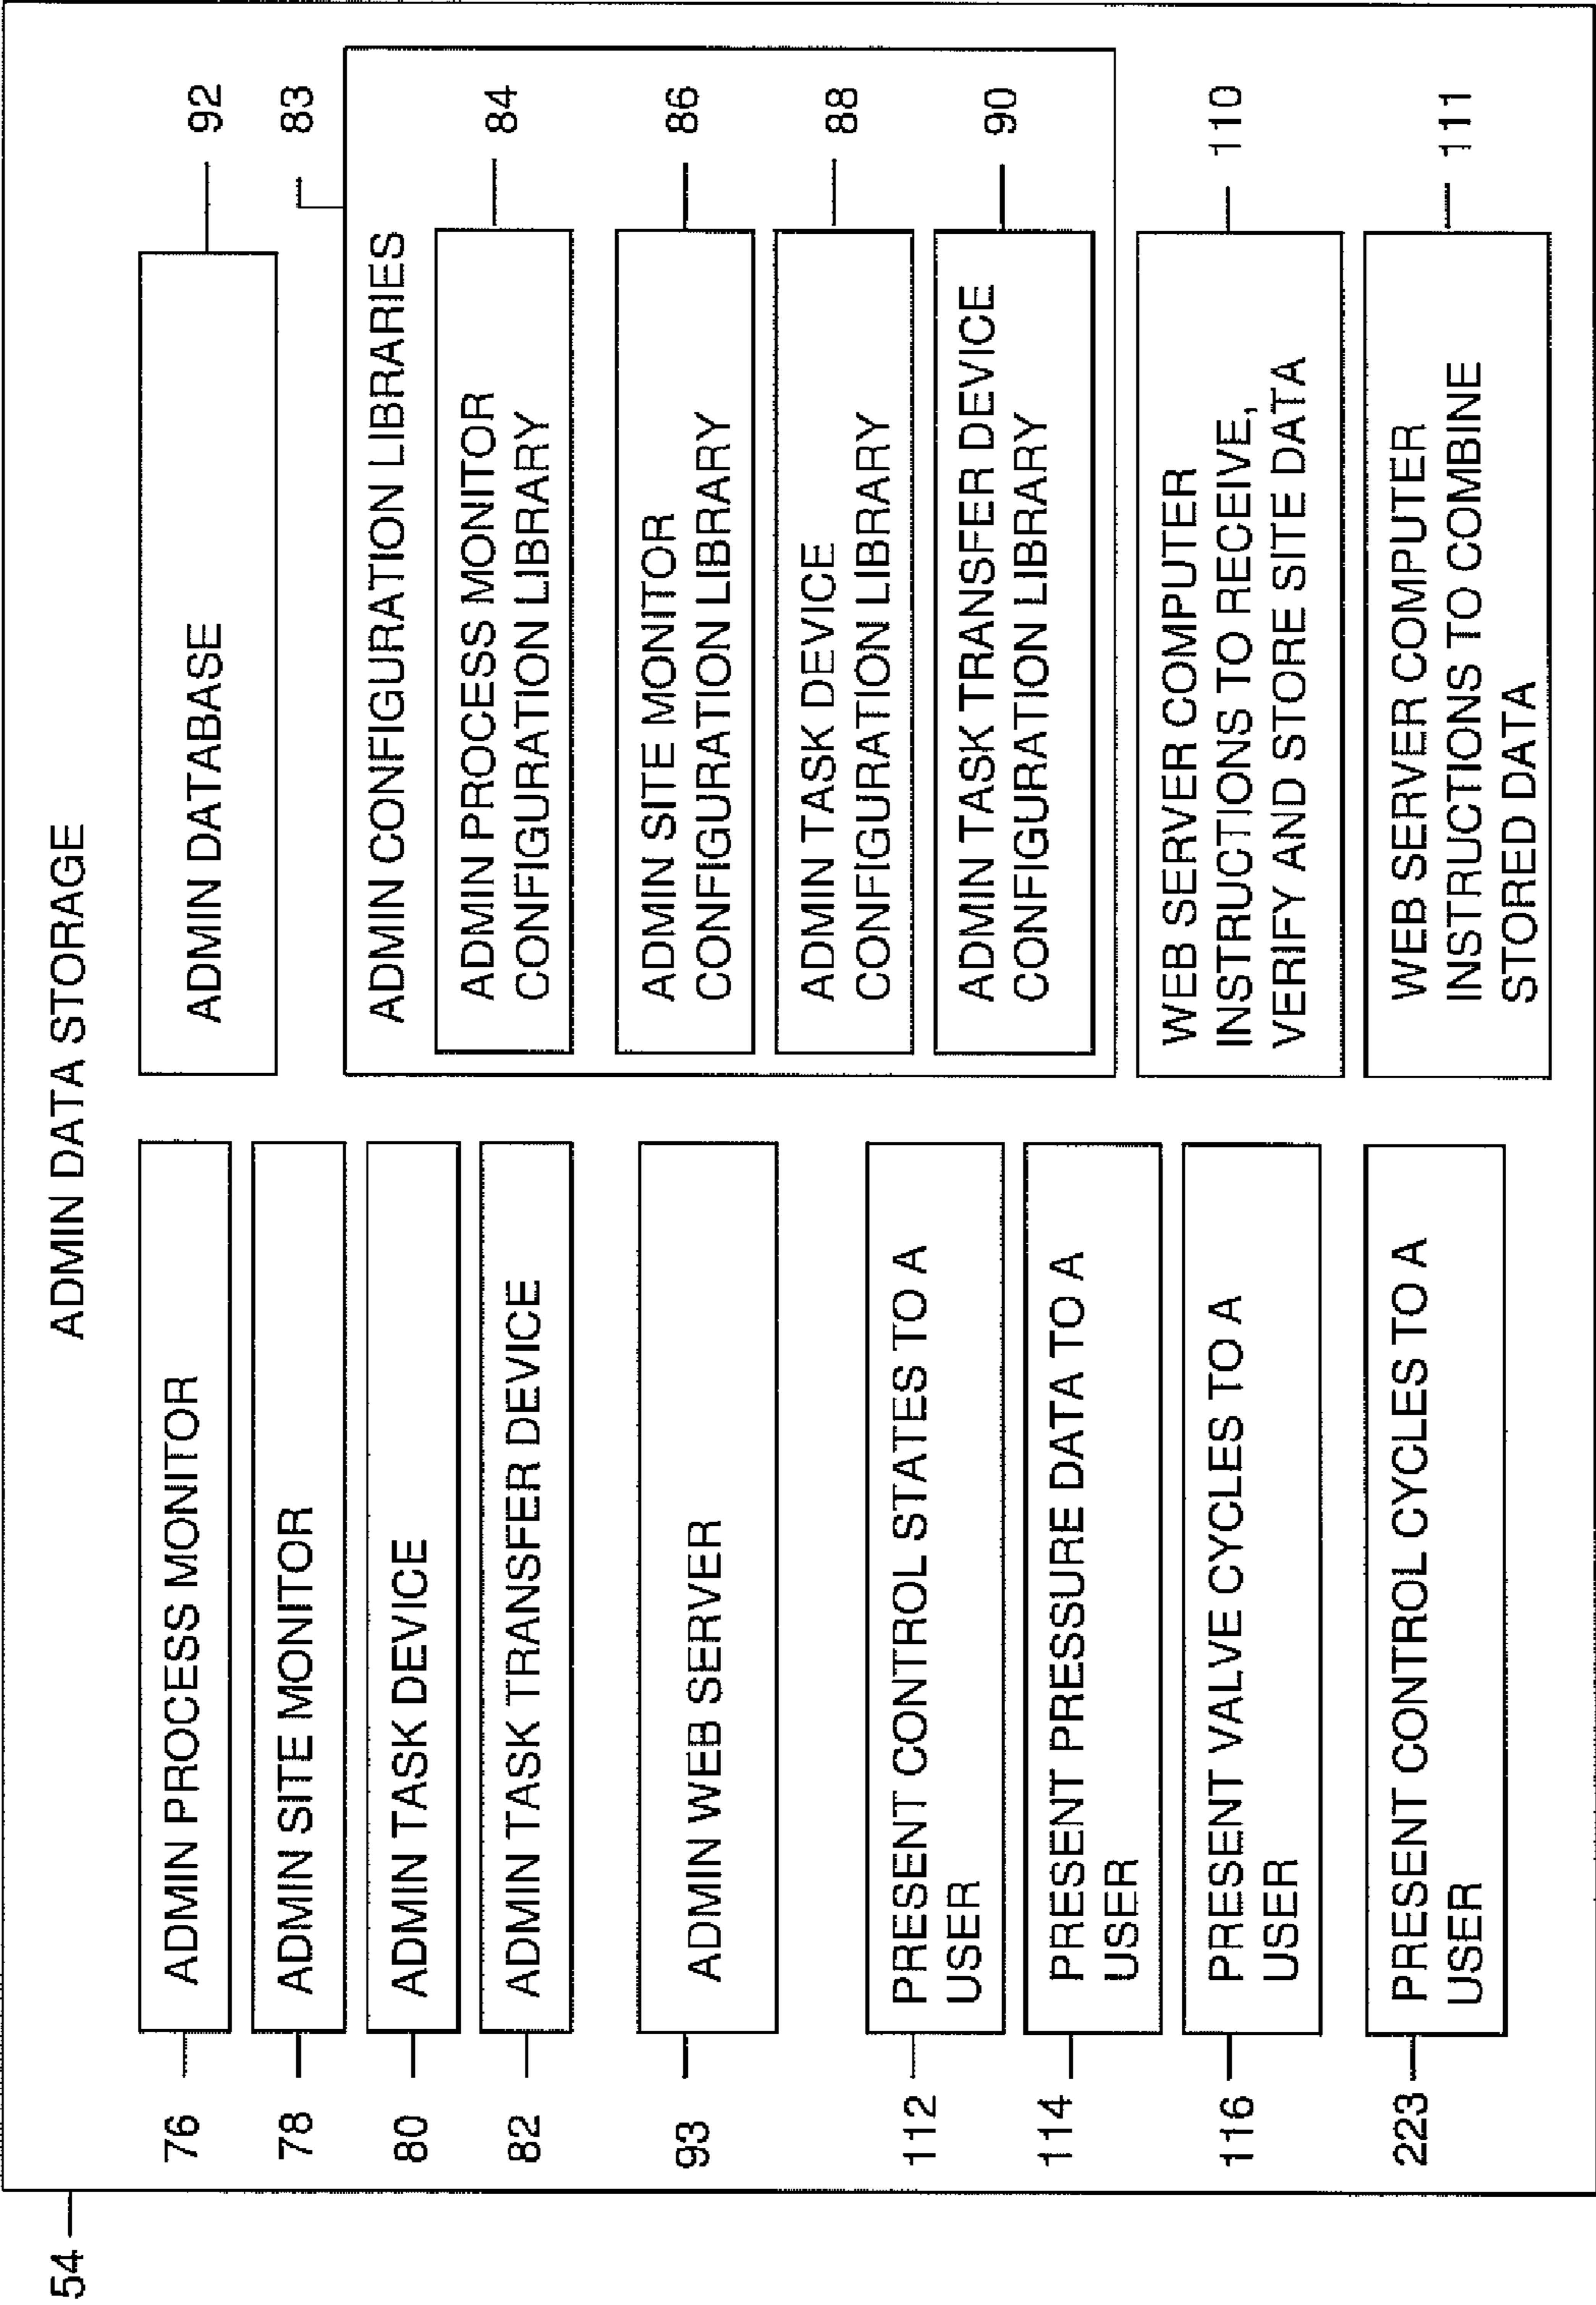 54
ADMIN DATA STORAGE
76
ADMIN PROCESS MONITOR
78
ADMIN SITE MONITOR
80
ADMIN TASK DEVICE
82
ADMIN TASK TRANSFER DEVICE
93
ADMIN WEB SERVER
112
PRESENT CONTROL STATES TO A
USER
114
PRESENT PRESSURE DATA TO A
USER
116
PRESENT VALVE CYCLES TO A
USER
223
PRESENT CONTROL CYCLES TO A
USER
ADMIN DATABASE
92
83
ADMIN CONFIGURATION LIBRARIES
ADMIN PROCESS MONITOR
CONFIGURATION LIBRARY
84
ADMIN SITE MONITOR
CONFIGURATION LIBRARY
86
ADMIN TASK DEVICE
CONFIGURATION LIBRARY
88
ADMIN TASK TRANSFER DEVICE
CONFIGURATION LIBRARY
90
WEB SERVER COMPUTER
INSTRUCTIONS TO RECEIVE,
VERIFY AND STORE SITE DATA
110
WEB SERVER COMPUTER
INSTRUCTIONS TO COMBINE
STORED DATA
111